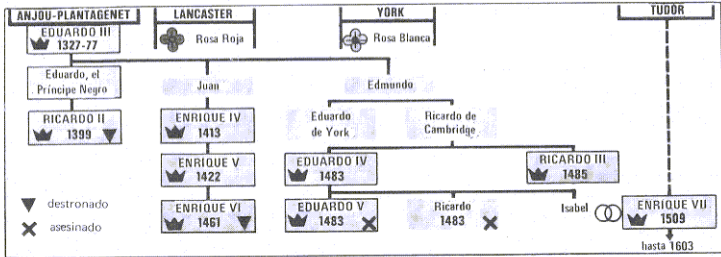 ANJOU-PLANTAGENET
LANCASTER
YORK
TUDOR
EDUARDO III
1327-77
Rosa Roja
Rosa Blanca
Eduardo, el
Príncipe Negro
Juan
Edmundo
RICARDO II
1399
ENRIQUE IV
1413
Eduardo
de York
Ricardo de
Cambridge
ENRIQUE V
1422
EDUARDO IV
1483
RICARDO III
1485
destronado
asesinado
ENRIQUE VI
1461
EDUARDO V
1483
Ricardo
1483
Isabel
ENRIQUE VII
1509
hasta 1603